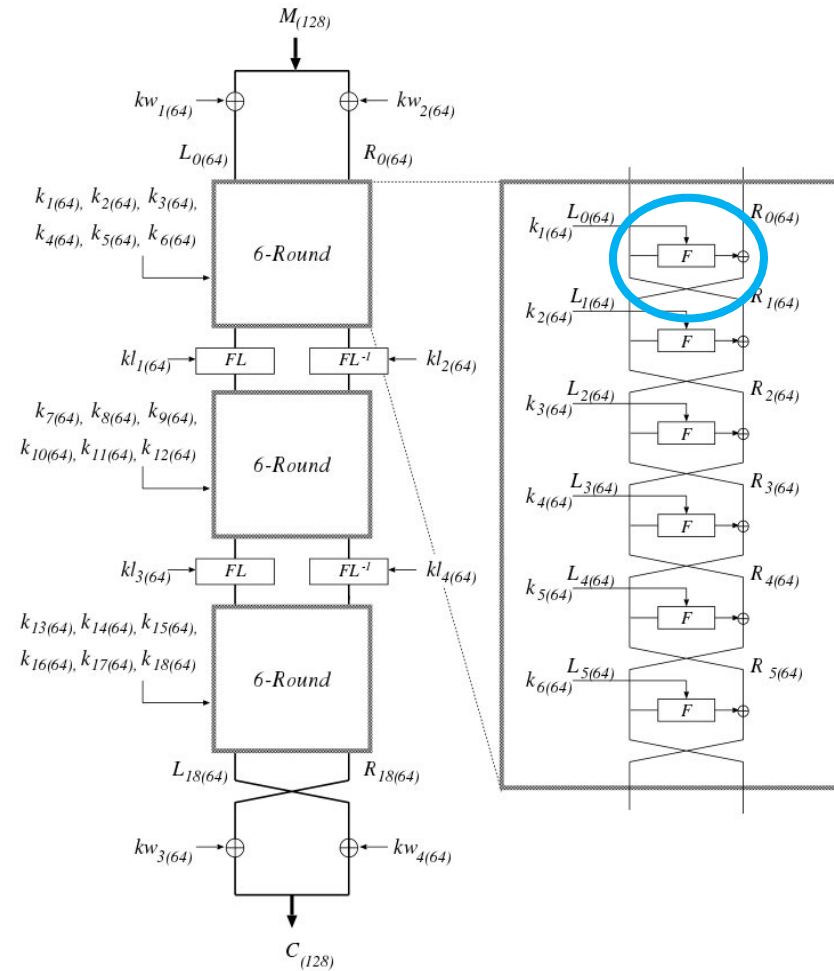 M(128)
kw1(64)
kw2(64)
L0(64)
R0(64)
k1(64), k2(64), k3(64),
k4(64), k5(64), k6(64)
6-Round
kl1(64)
FL
FL-1
kl2(64)
k7(64), k8(64), k9(64),
k10(64), k11(64), k12(64)
6-Round
kl3(64)
FL
FL-1
kl4(64)
k13(64), k14(64), k15(64),
k16(64), k17(64), k18(64)
6-Round
L18(64)
R18(64)
kw3(64)
kw4(64)
C(128)
L0(64)
R0(64)
k1(64)
F
L1(64)
R1(64)
k2(64)
F
L2(64)
R2(64)
k3(64)
F
L3(64)
R3(64)
k4(64)
F
L4(64)
R4(64)
k5(64)
F
L5(64)
R5(64)
k6(64)
F